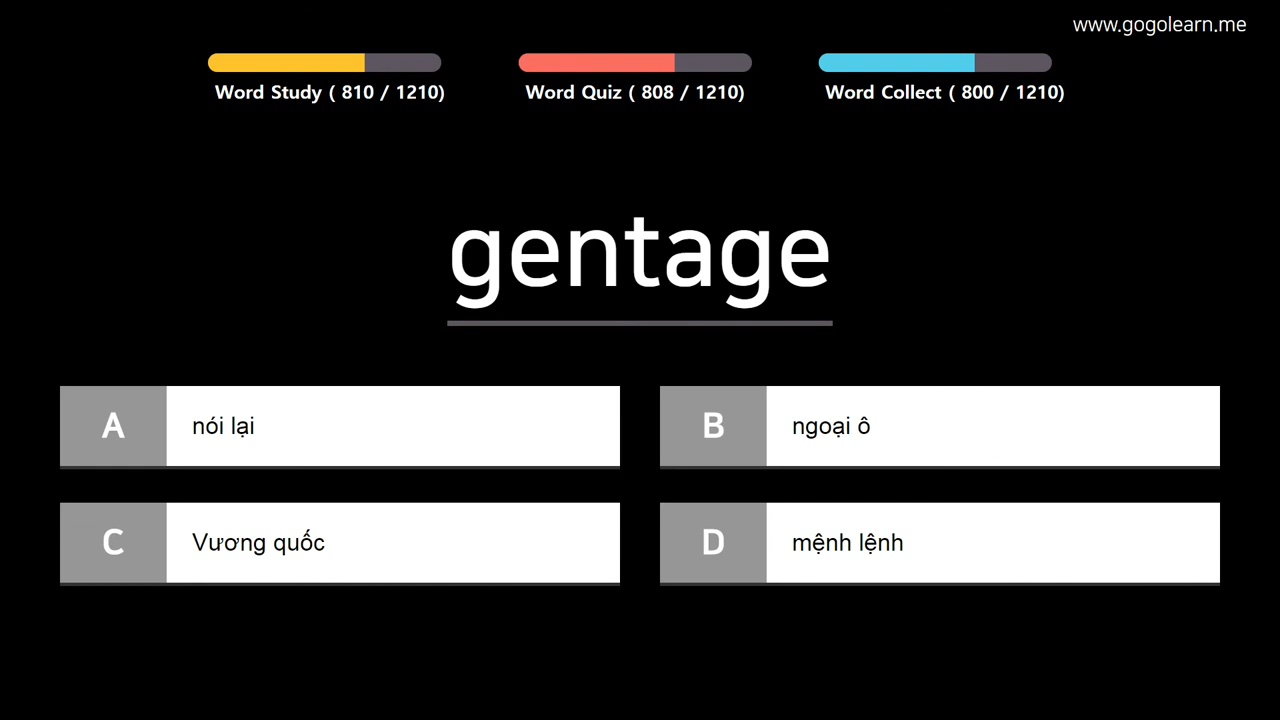 www.gogolearn.me
Word Study ( 810 / 1210)
Word Quiz ( 808 / 1210)
Word Collect ( 800 / 1210)
gentage
A nói lại
B ngoại ô
C Vương quốc
D mệnh lệnh